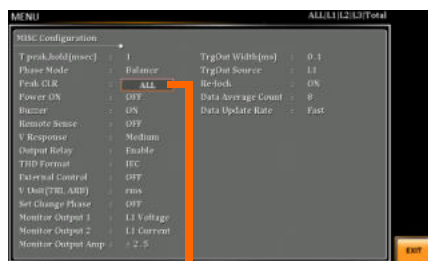 MENU ALL|L1|L2|L3|Total
MISC Configuration
T peak,hold(msec) : 1 TrgOut Width(ms) : 0.1
Phase Mode : Balance TrgOut Source : L1
Peak CLR : ALL Re-lock : ON
Power ON : OFF Data Average Count : 8
Buzzer : ON Data Update Rate : Fast
Remote Sense : OFF
V Response : Medium
Output Relay : Enable
THD Format : IEC
External Control : OFF
V Unit(TRI, ARB) : rms
Set Change Phase : OFF
Monitor Output 1 : L1 Voltage
Monitor Output 2 : L1 Current
Monitor Output Amp : ± 2.5
EXIT